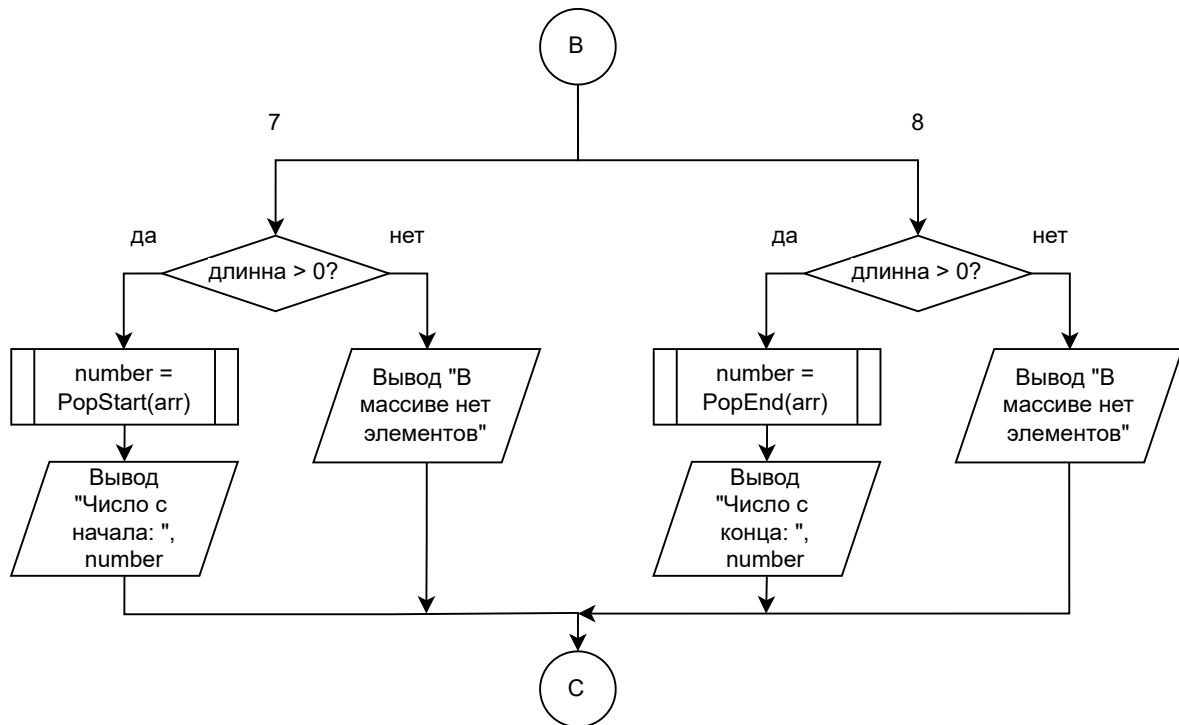 В
7
8
да
нет
длинна > 0?
да
нет
длинна > 0?
number =
PopStart(arr)
Вывод "В
массиве нет
элементов"
number =
PopEnd(arr)
Вывод "В
массиве нет
элементов"
Вывод
"Число с
начала: ",
number
Вывод
"Число с
конца: ",
number
С